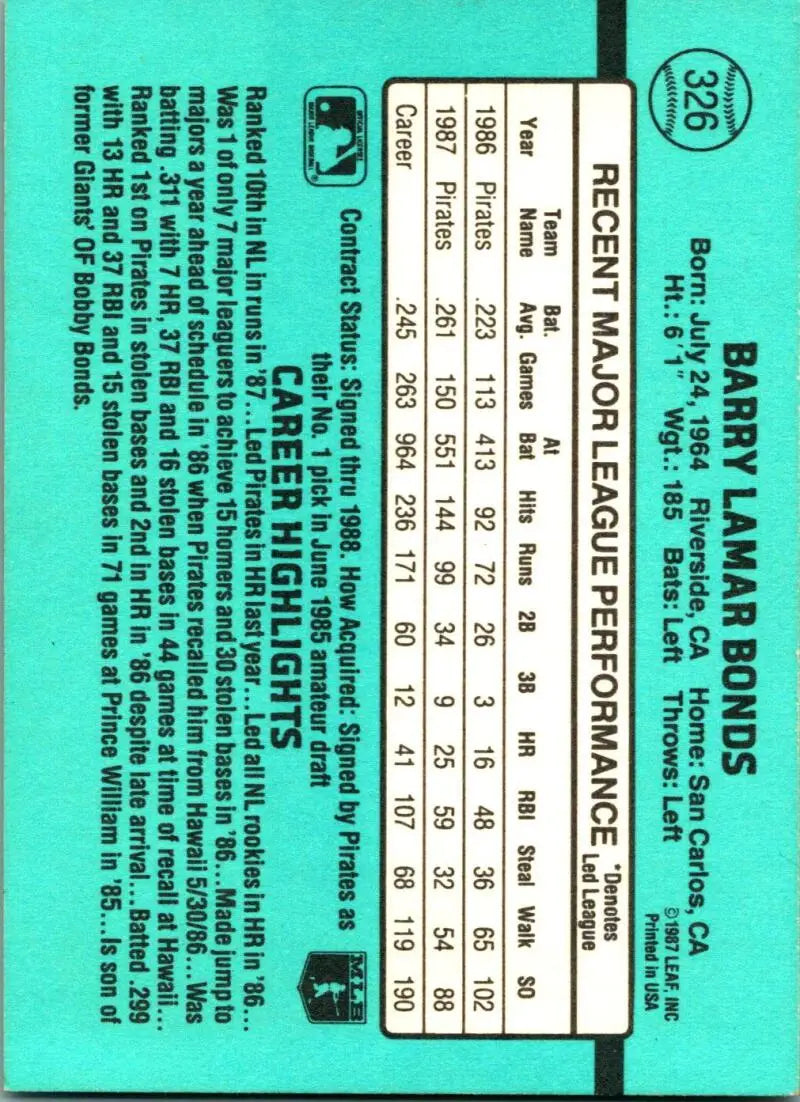 326
BARRY LAMAR BONDS
Born: July 24, 1964 Riverside, CA Home: San Carlos, CA
Ht.: 6'1" Wgt.: 185 Bats: Left Throws: Left
©1987 LEAF, INC
Printed in USA
RECENT MAJOR LEAGUE PERFORMANCE *Denotes Led League
Year Team Name Bat. Avg. Games At Bat Hits Runs 2B 3B HR RBI Steal Walk SO
1986 Pirates .223 113 413 92 72 26 3 16 48 36 65 102
1987 Pirates .261 150 551 144 99 34 9 25 59 32 54 88
Career .245 263 964 236 171 60 12 41 107 68 119 190
Contract Status: Signed thru 1988. How Acquired: Signed by Pirates as
their No. 1 pick in June 1985 amateur draft
MLB
CAREER HIGHLIGHTS
Ranked 10th in NL in runs in '87...Led Pirates in HR last year...Led all NL rookies in HR in '86...
Was 1 of only 7 major leaguers to achieve 15 homers and 30 stolen bases in '86...Made jump to
majors a year ahead of schedule in '86 when Pirates recalled him from Hawaii 5/30/86...Was
batting .311 with 7 HR, 37 RBI and 16 stolen bases in 44 games at time of recall at Hawaii...
Ranked 1st on Pirates in stolen bases and 2nd in HR in '86 despite late arrival...Batted .299
with 13 HR and 37 RBI and 15 stolen bases in 71 games at Prince William in '85...Is son of
former Giants' OF Bobby Bonds.